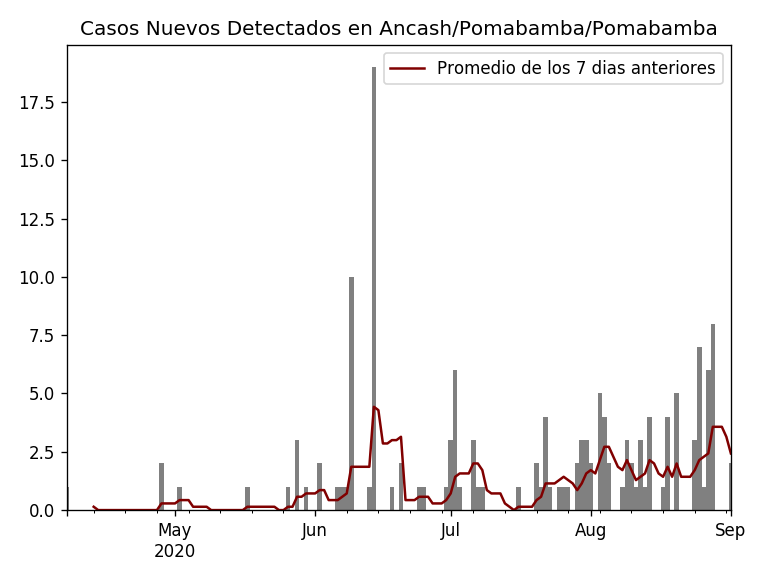 Casos Nuevos Detectados en Ancash/Pomabamba/Pomabamba
Promedio de los 7 dias anteriores
17.5
15.0
12.5
10.0
7.5
5.0
2.5
0.0
May
2020
Jun
Jul
Aug
Sep